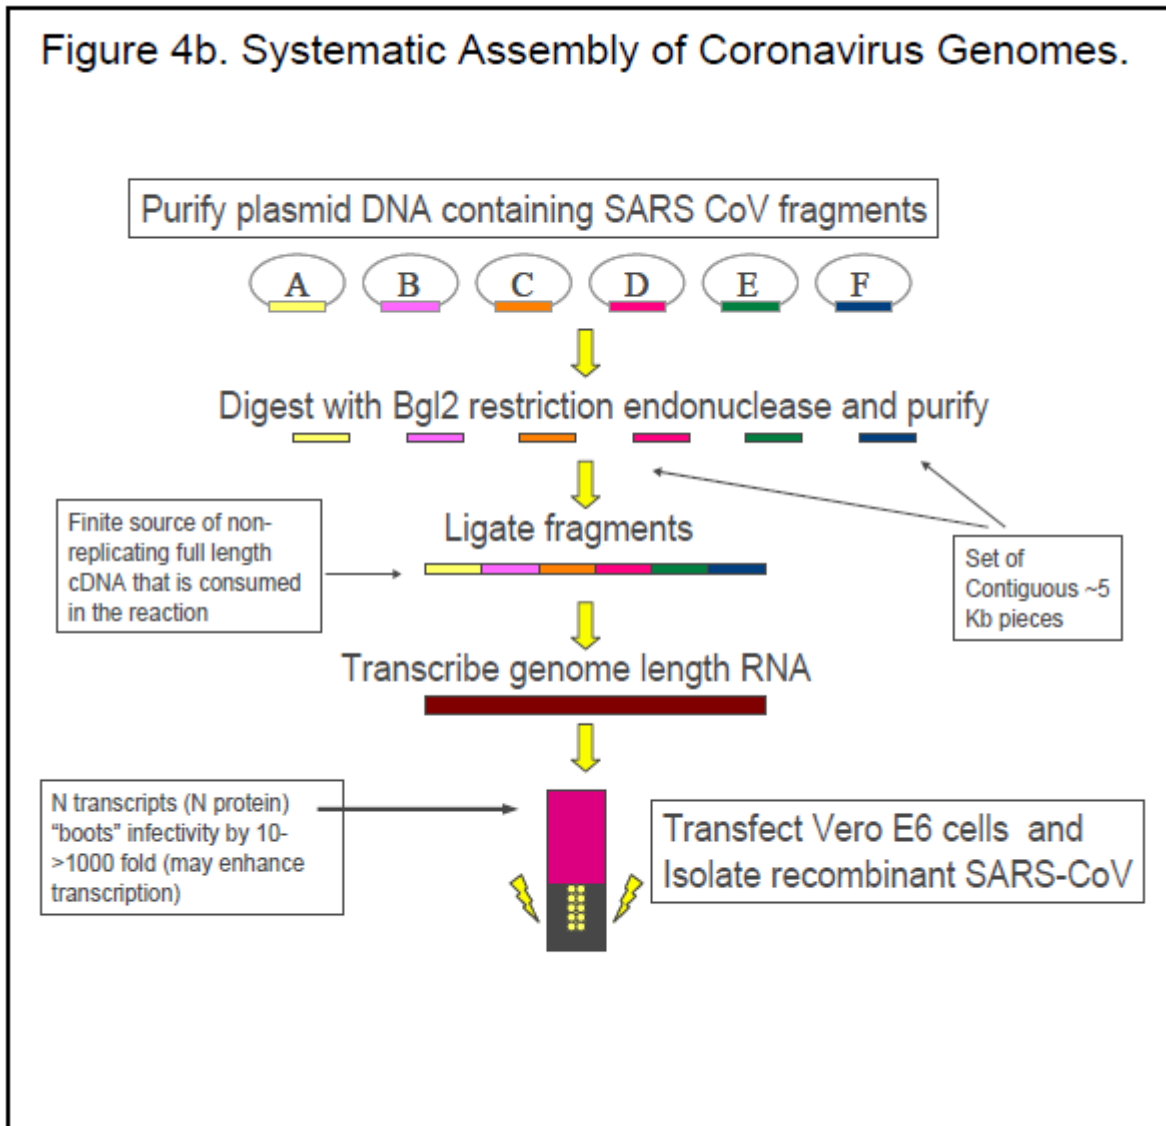 Figure 4b. Systematic Assembly of Coronavirus Genomes.
Purify plasmid DNA containing SARS CoV fragments
A B C D E F
Digest with Bgl2 restriction endonuclease and purify
Finite source of non-
replicating full length
cDNA that is consumed
in the reaction
Ligate fragments
Set of
Contiguous ~5
Kb pieces
Transcribe genome length RNA
N transcripts (N protein)
“boots” infectivity by 10-
>1000 fold (may enhance
transcription)
Transfect Vero E6 cells and
Isolate recombinant SARS-CoV